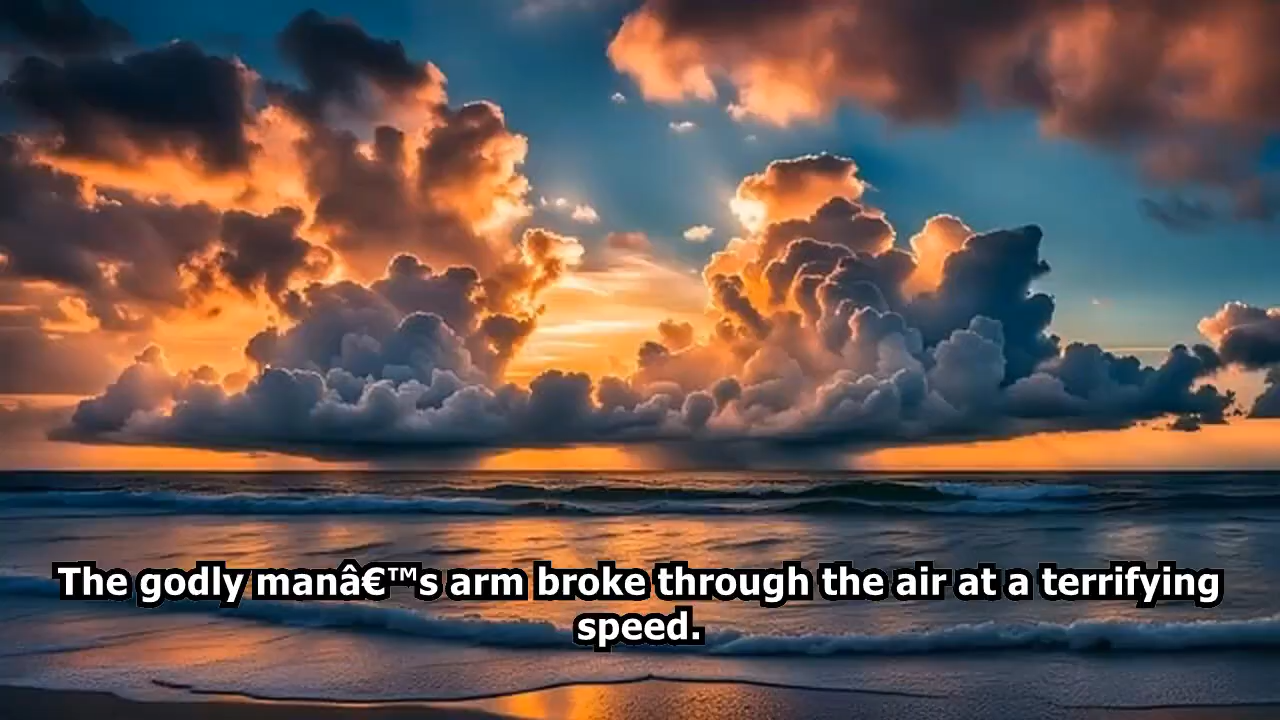 The godly manâ€™s arm broke through the air at a terrifying
speed.